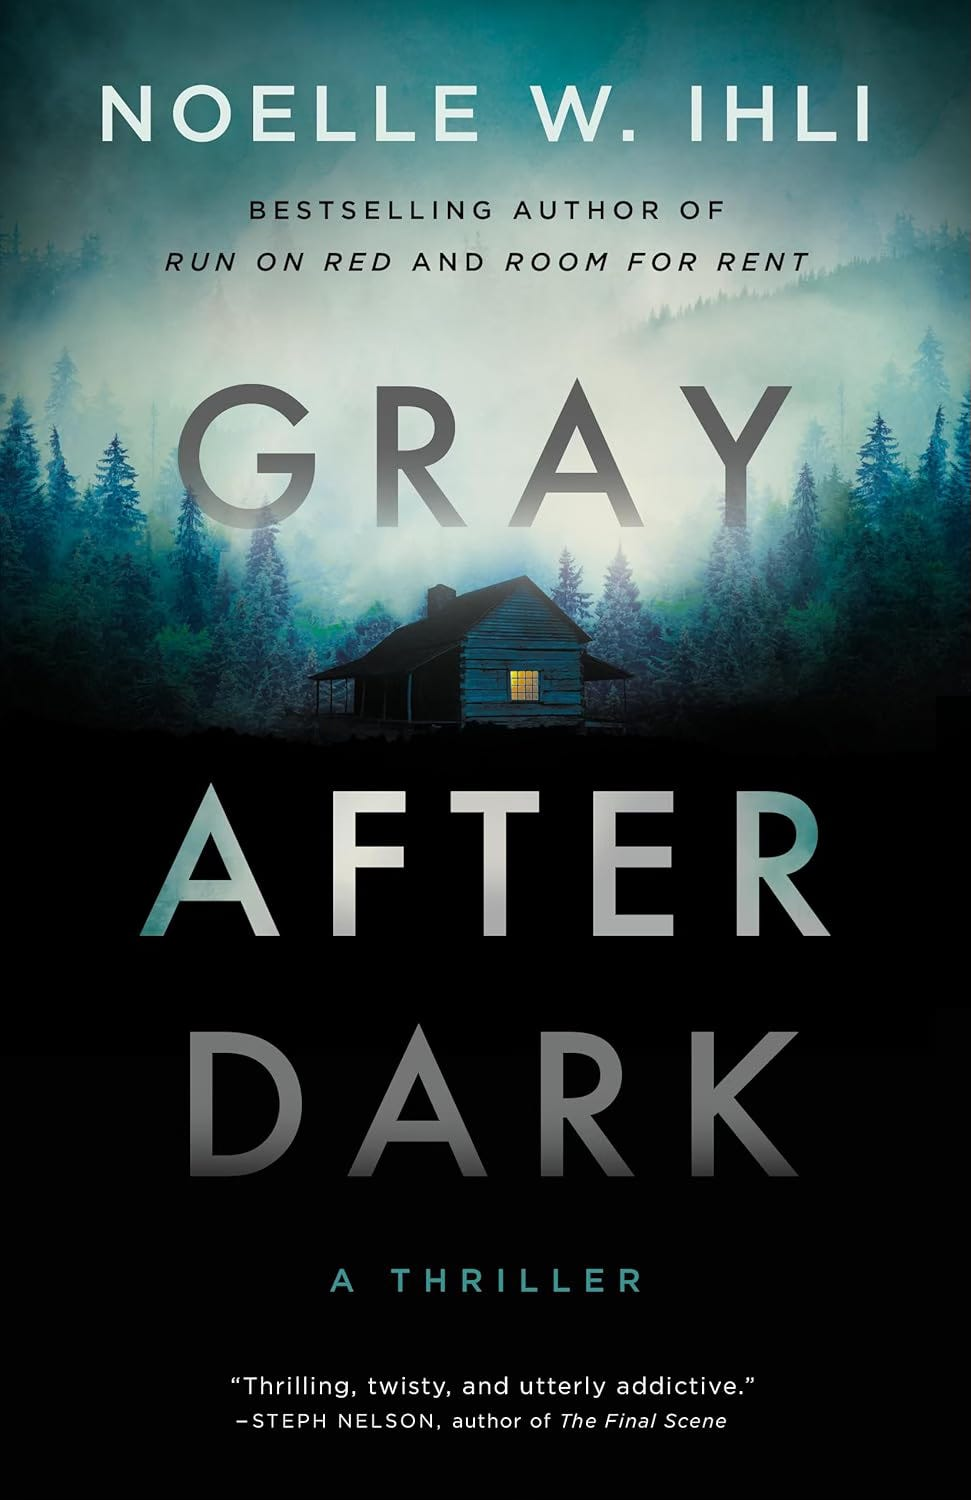 NOELLE W. IHLI
BESTSELLING AUTHOR OF
RUN ON RED AND ROOM FOR RENT
GRAY
AFTER
DARK
A THRILLER
“Thrilling, twisty, and utterly addictive.”
–STEPH NELSON, author of The Final Scene